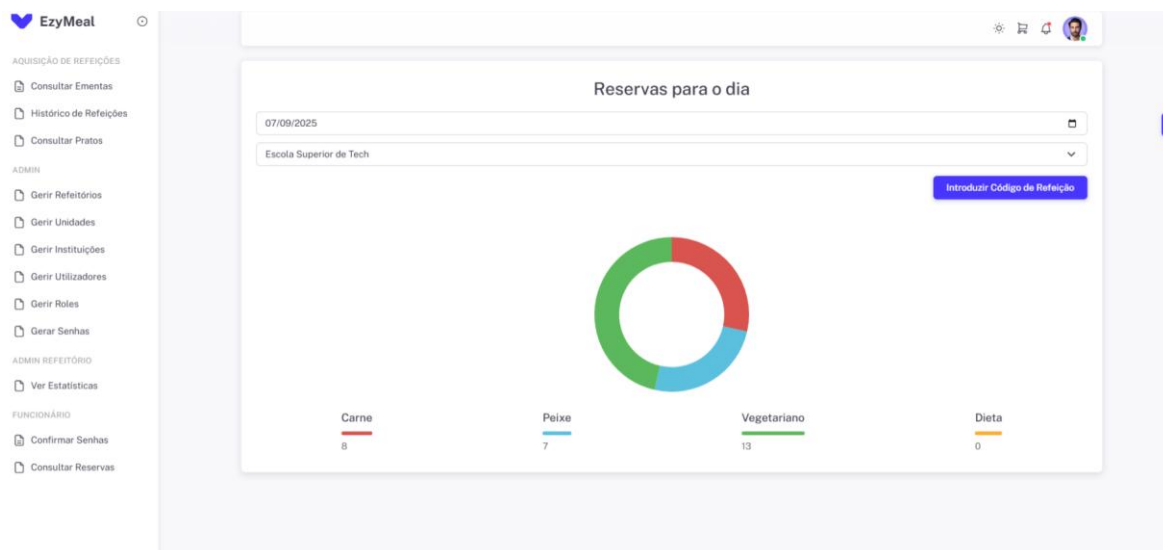 EzyMeal
AQUISIÇÃO DE REFEIÇÕES
Consultar Ementas
Histórico de Refeições
Consultar Pratos
ADMIN
Gerir Refeitórios
Gerir Unidades
Gerir Instituições
Gerir Utilizadores
Gerir Roles
Gerar Senhas
ADMIN REFEITÓRIO
Ver Estatísticas
FUNCIONÁRIO
Confirmar Senhas
Consultar Reservas
Reservas para o dia
07/09/2025
Escola Superior de Tech
Introduzir Código de Refeição
Carne Peixe Vegetariano Dieta
8 7 13 0